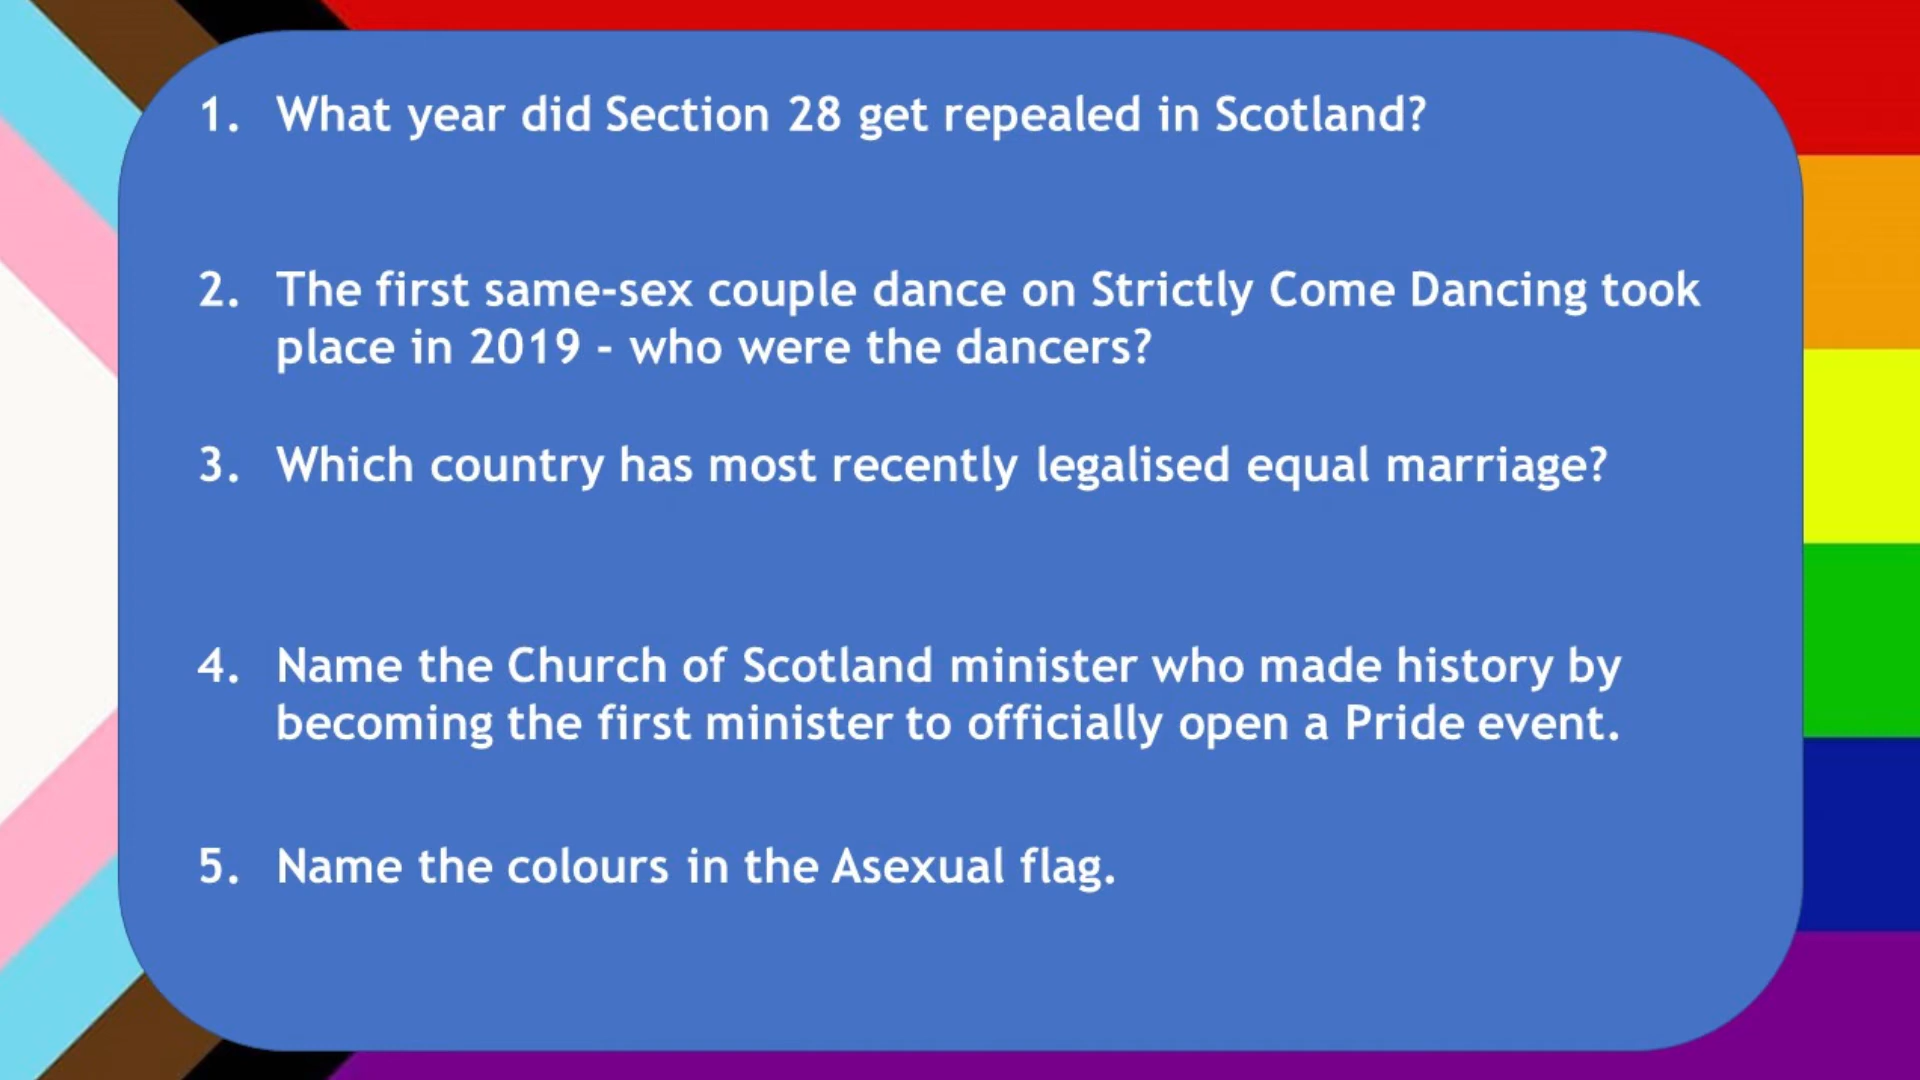 1. What year did Section 28 get repealed in Scotland?
2. The first same-sex couple dance on Strictly Come Dancing took
place in 2019 - who were the dancers?
3. Which country has most recently legalised equal marriage?
4. Name the Church of Scotland minister who made history by
becoming the first minister to officially open a Pride event.
5. Name the colours in the Asexual flag.